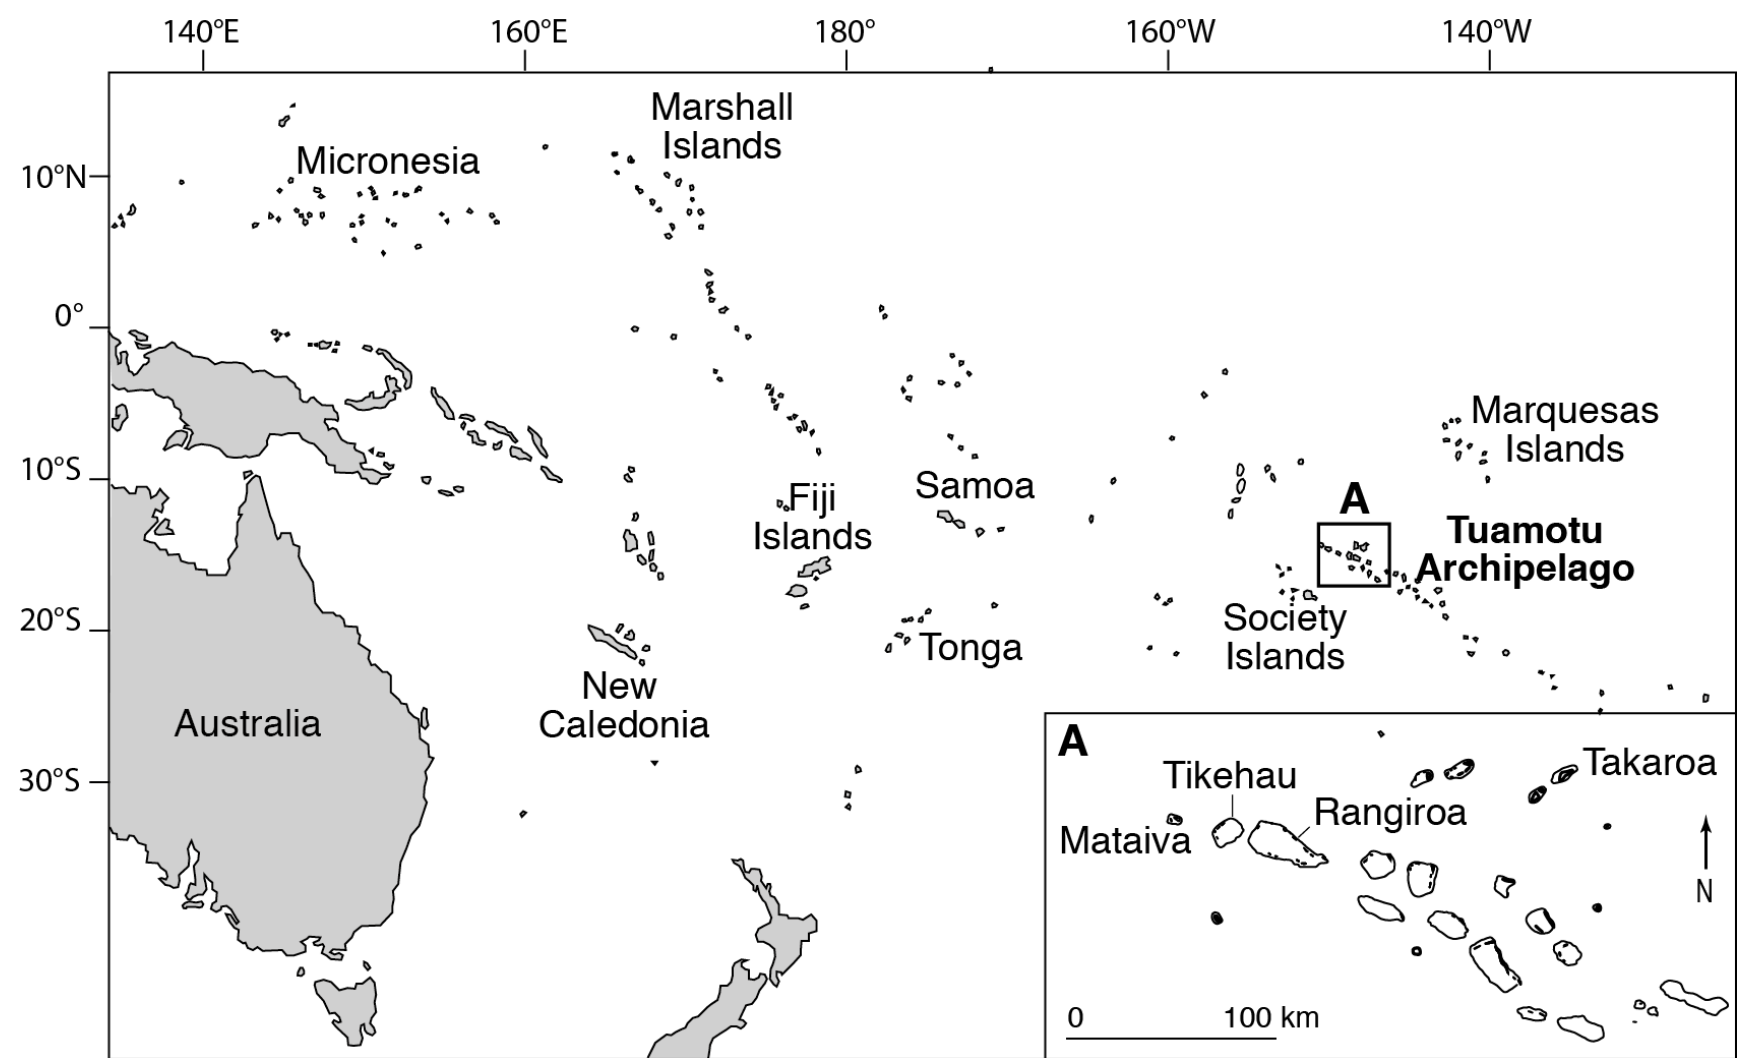 140°E
160°E
180°
160°W
140°W
10°N
0°
10°S
20°S
30°S
Micronesia
Marshall
Islands
Marquesas
Islands
Samoa
Fiji
Islands
A
Tuamotu
Archipelago
Society
Islands
Tonga
New
Caledonia
Australia
A
Tikehau
Takaroa
Rangiroa
Mataiva
N
0
100 km